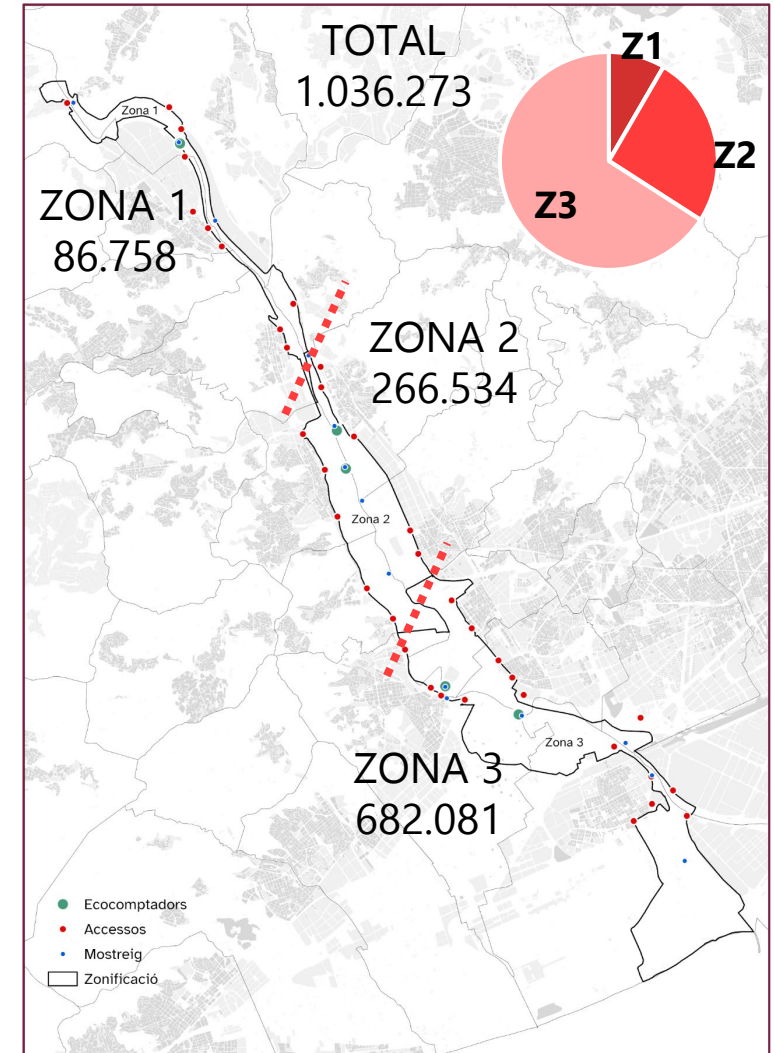 TOTAL
1.036.273
Z1
Z2
Z3
Zona 1
ZONA 1
86.758
ZONA 2
266.534
Zona 2
Zona 3
ZONA 3
682.081
Ecocomptadors
Accessos
Mostreig
Zonificació